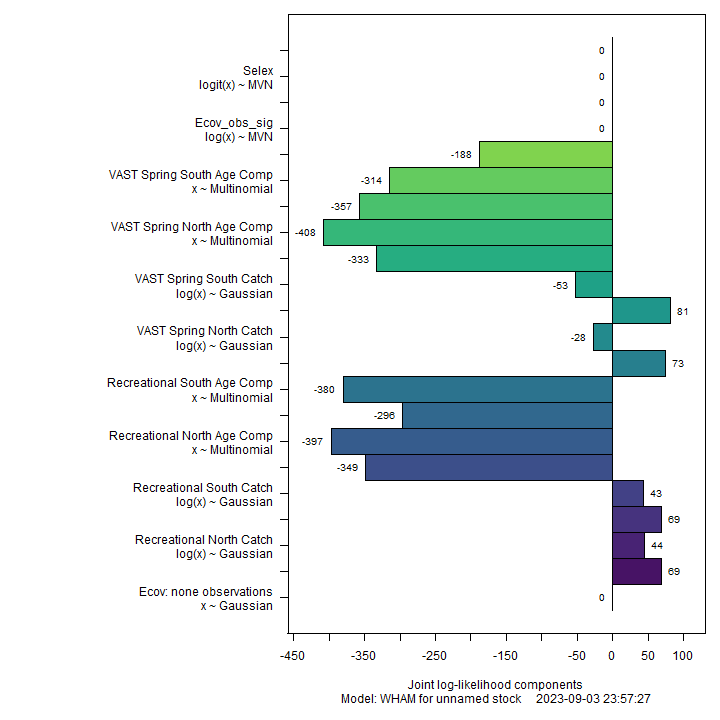 0
Selex
logit(x) ~ MVN
0
0
Ecov_obs_sig
log(x) ~ MVN
0
-188
VAST Spring South Age Comp
x ~ Multinomial
-314
-357
VAST Spring North Age Comp
x ~ Multinomial
-408
-333
VAST Spring South Catch
log(x) ~ Gaussian
-53
81
VAST Spring North Catch
log(x) ~ Gaussian
-28
73
Recreational South Age Comp
x ~ Multinomial
-380
-296
Recreational North Age Comp
x ~ Multinomial
-397
-349
Recreational South Catch
log(x) ~ Gaussian
43
69
Recreational North Catch
log(x) ~ Gaussian
44
69
Ecov: none observations
x ~ Gaussian
0
-450 -350 -250 -150 -50 0 50 100
Joint log-likelihood components
Model: WHAM for unnamed stock 2023-09-03 23:57:27